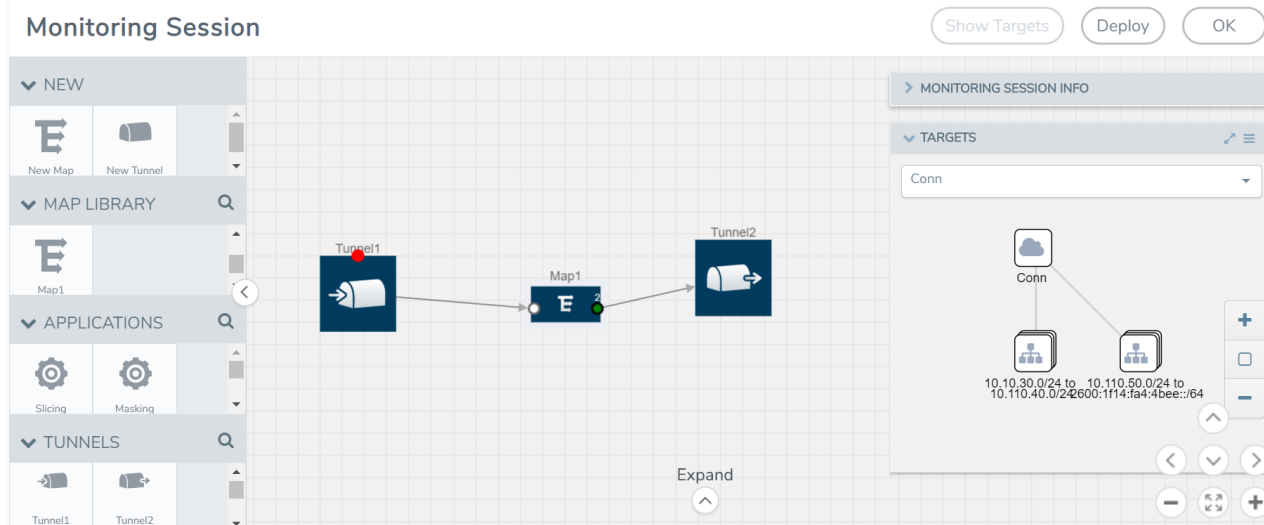 Monitoring Session
Show Targets
Deploy
OK
NEW
New Map
New Tunnel
MAP LIBRARY
Map1
APPLICATIONS
Slicing
Masking
TUNNELS
Tunnel1
Tunnel2
Tunnel1
Map1
2
Tunnel2
Expand
MONITORING SESSION INFO
TARGETS
Conn
Conn
10.10.30.0/24 to
10.110.40.0/24
10.110.50.0/24 to
2600:1f14:fa4:4bee::/64